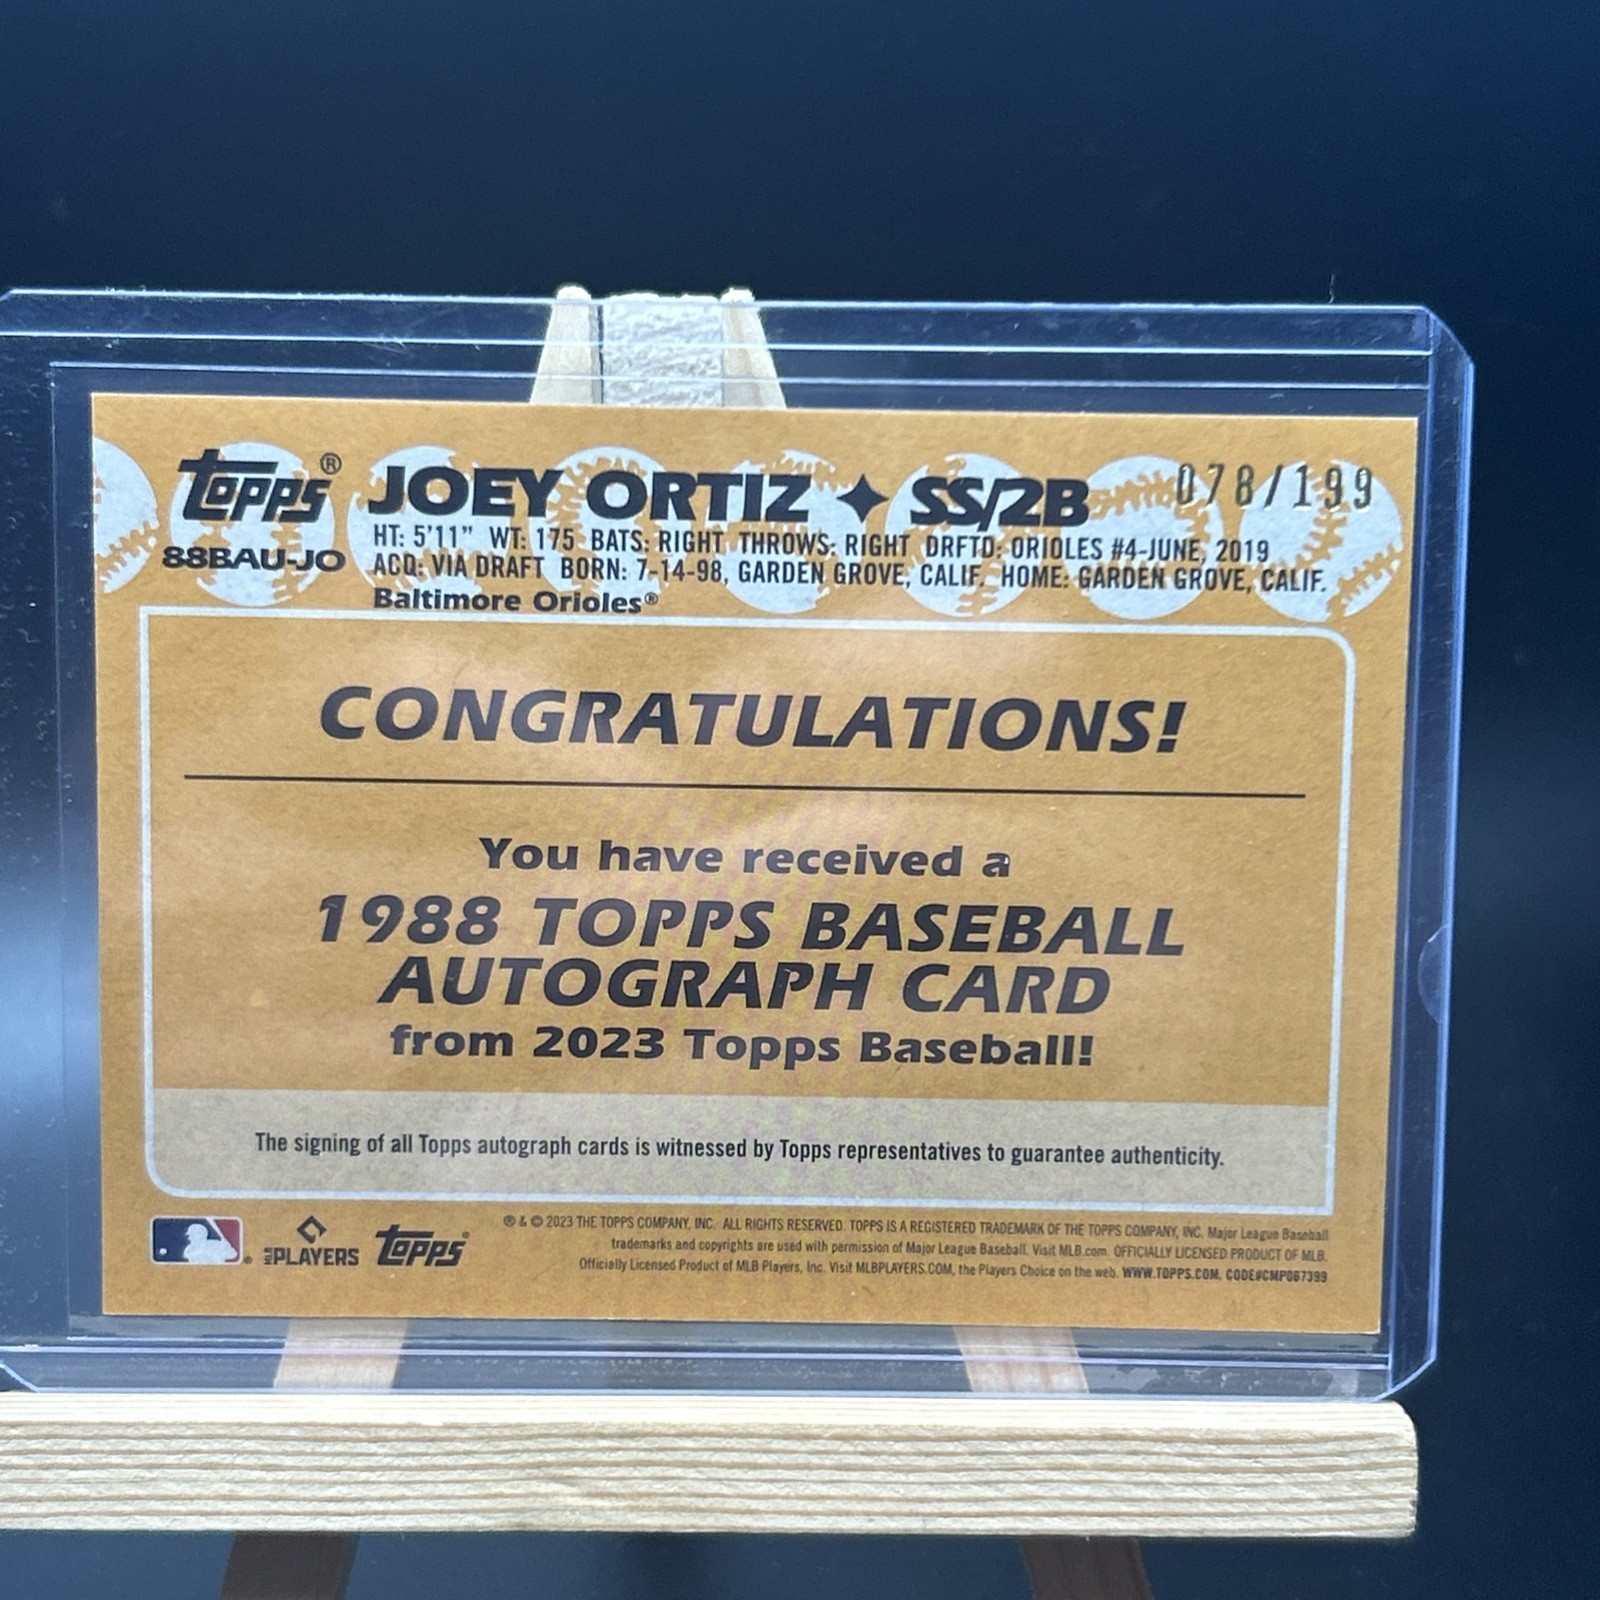 Topps® JOEY ORTIZ ✦ SS/2B 078/199
88BAU-JO
HT: 5'11" WT: 175 BATS: RIGHT THROWS: RIGHT DRFTD: ORIOLES #4-JUNE, 2019
ACQ: VIA DRAFT BORN: 7-14-98, GARDEN GROVE, CALIF. HOME: GARDEN GROVE, CALIF.
Baltimore Orioles®
CONGRATULATIONS!
You have received a
1988 TOPPS BASEBALL
AUTOGRAPH CARD
from 2023 Topps Baseball!
The signing of all Topps autograph cards is witnessed by Topps representatives to guarantee authenticity.
MLB PLAYERS Topps
® & © 2023 THE TOPPS COMPANY, INC. ALL RIGHTS RESERVED. TOPPS IS A REGISTERED TRADEMARK OF THE TOPPS COMPANY, INC. Major League Baseball
trademarks and copyrights are used with permission of Major League Baseball. Visit MLB.com. OFFICIALLY LICENSED PRODUCT OF MLB.
Officially Licensed Product of MLB Players, Inc. Visit MLBPLAYERS.COM, the Players Choice on the web. WWW.TOPPS.COM. CODE#CMP067399